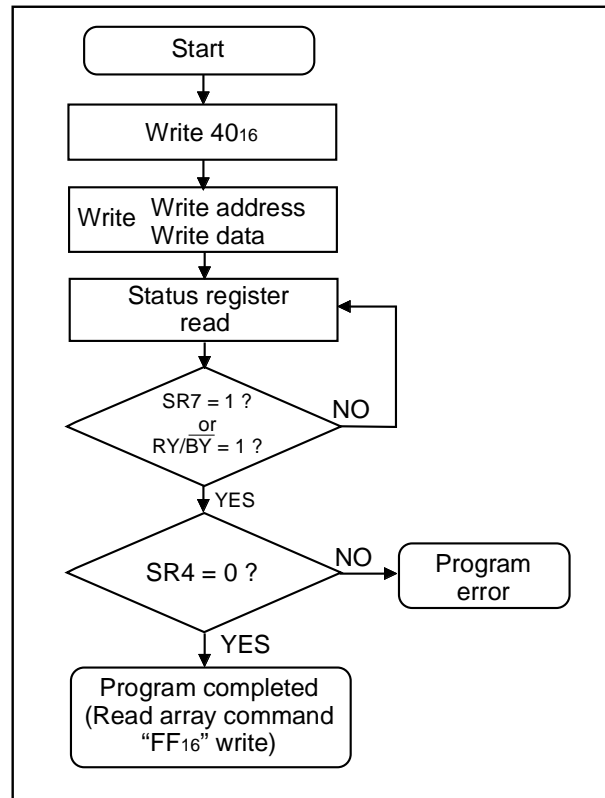 Start
Write 40₁₆
Write Write address
Write data
Status register
read
SR7 = 1 ?
or
RY/B̅Y̅ = 1 ?
NO
YES
SR4 = 0 ?
NO
Program
error
YES
Program completed
(Read array command
“FF₁₆” write)